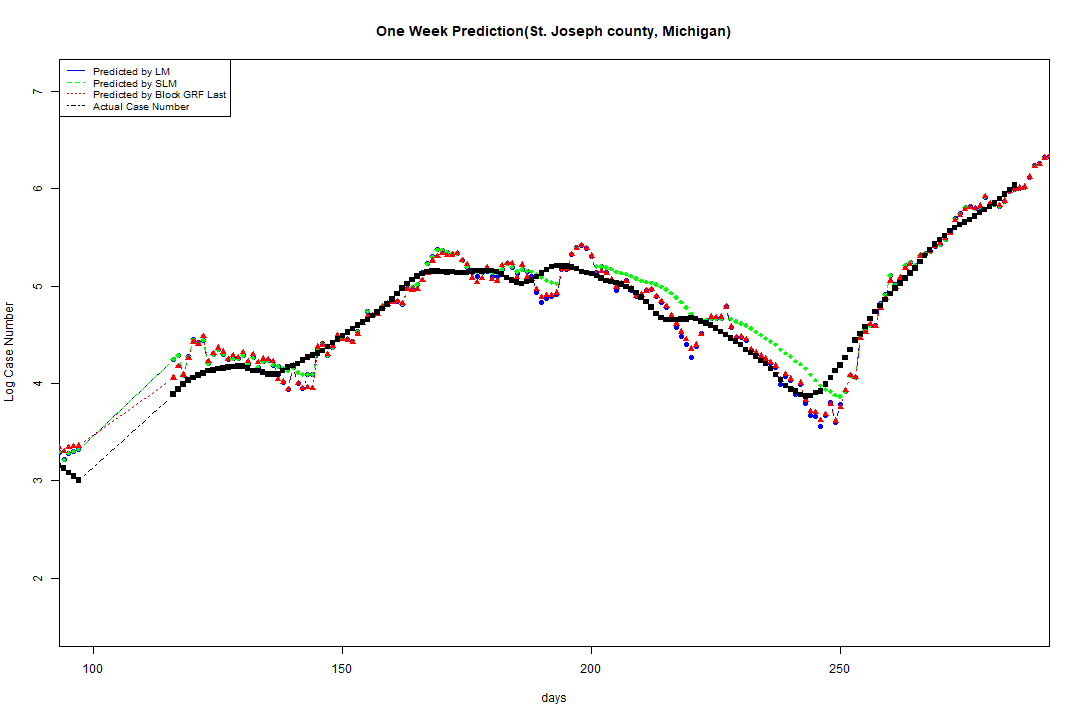 One Week Prediction(St. Joseph county, Michigan)
Predicted by LM
Predicted by SLM
Predicted by Block GRF Last
Actual Case Number
7
6
5
4
3
2
Log Case Number
100 150 200 250
days